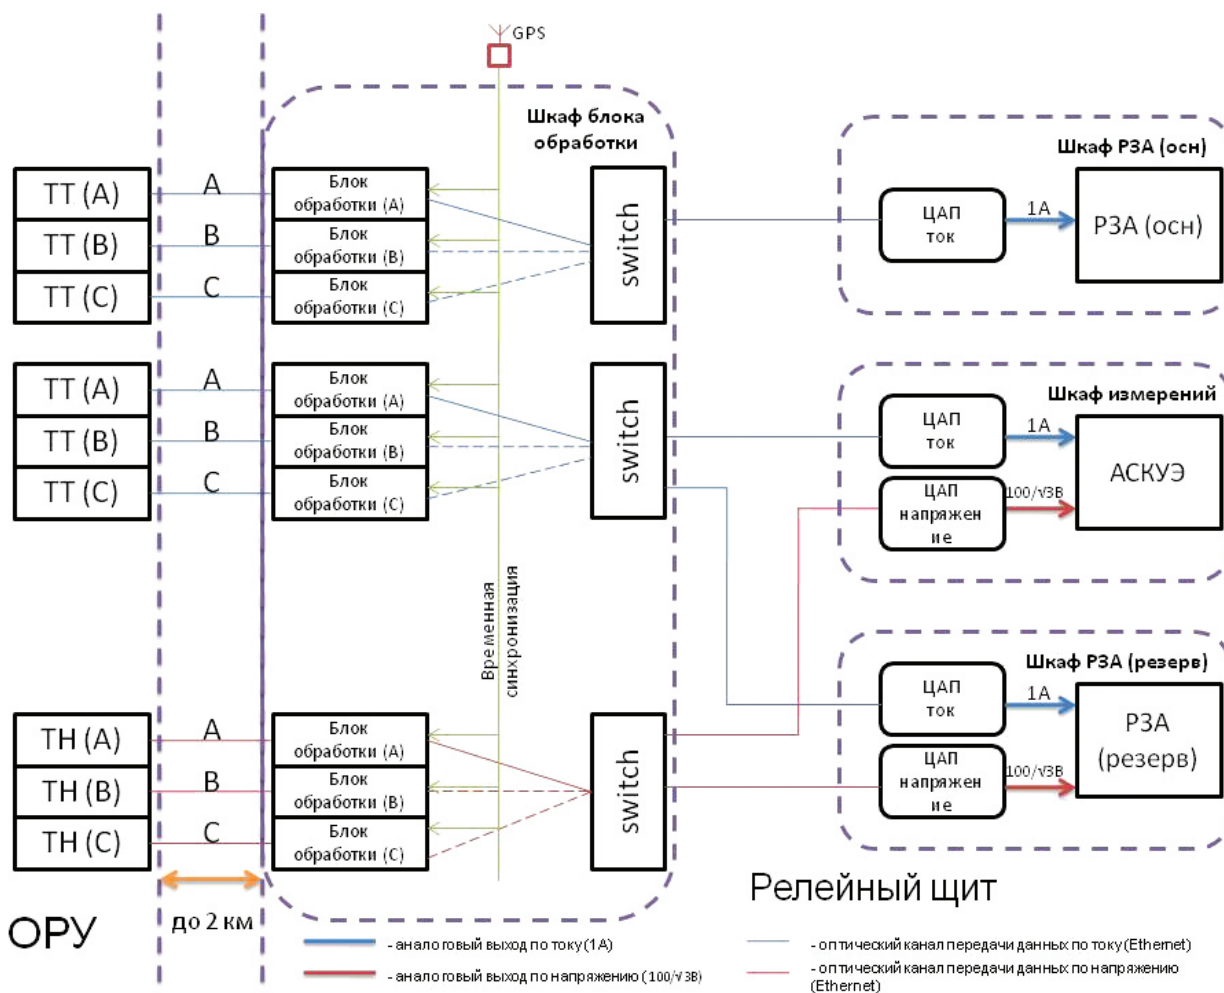 GPS
Шкаф блока
обработки
ТТ (А)
ТТ (В)
ТТ (С)
А
В
С
Блок
обработки (А)
Блок
обработки (В)
Блок
обработки (С)
switch
Шкаф РЗА (осн)
ЦАП
ток
1А
РЗА (осн)
ТТ (А)
ТТ (В)
ТТ (С)
А
В
С
Блок
обработки (А)
Блок
обработки (В)
Блок
обработки (С)
switch
Шкаф измерений
ЦАП
ток
1А
ЦАП
напряжен
ие
100/√3В
АСКУЭ
Временная
синхронизация
ТН (А)
ТН (В)
ТН (С)
А
В
С
Блок
обработки (А)
Блок
обработки (В)
Блок
обработки (С)
switch
Шкаф РЗА (резерв)
ЦАП
ток
1А
ЦАП
напряжен
ие
100/√3В
РЗА
(резерв)
ОРУ
до 2 км
Релейный щит
- аналоговый выход по току (1А)
- аналоговый выход по напряжению (100/√3В)
- оптический канал передачи данных по току (Ethernet)
- оптический канал передачи данных по напряжению
(Ethernet)